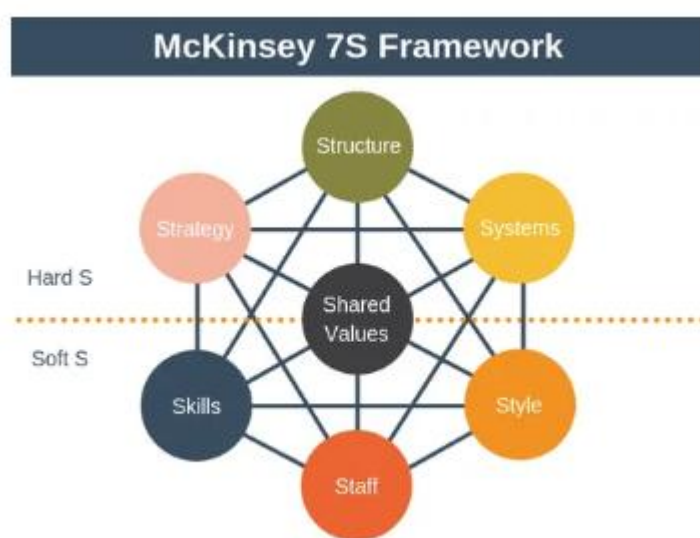 McKinsey 7S Framework
Structure
Strategy
Systems
Hard S
Shared
Values
Soft S
Skills
Style
Staff